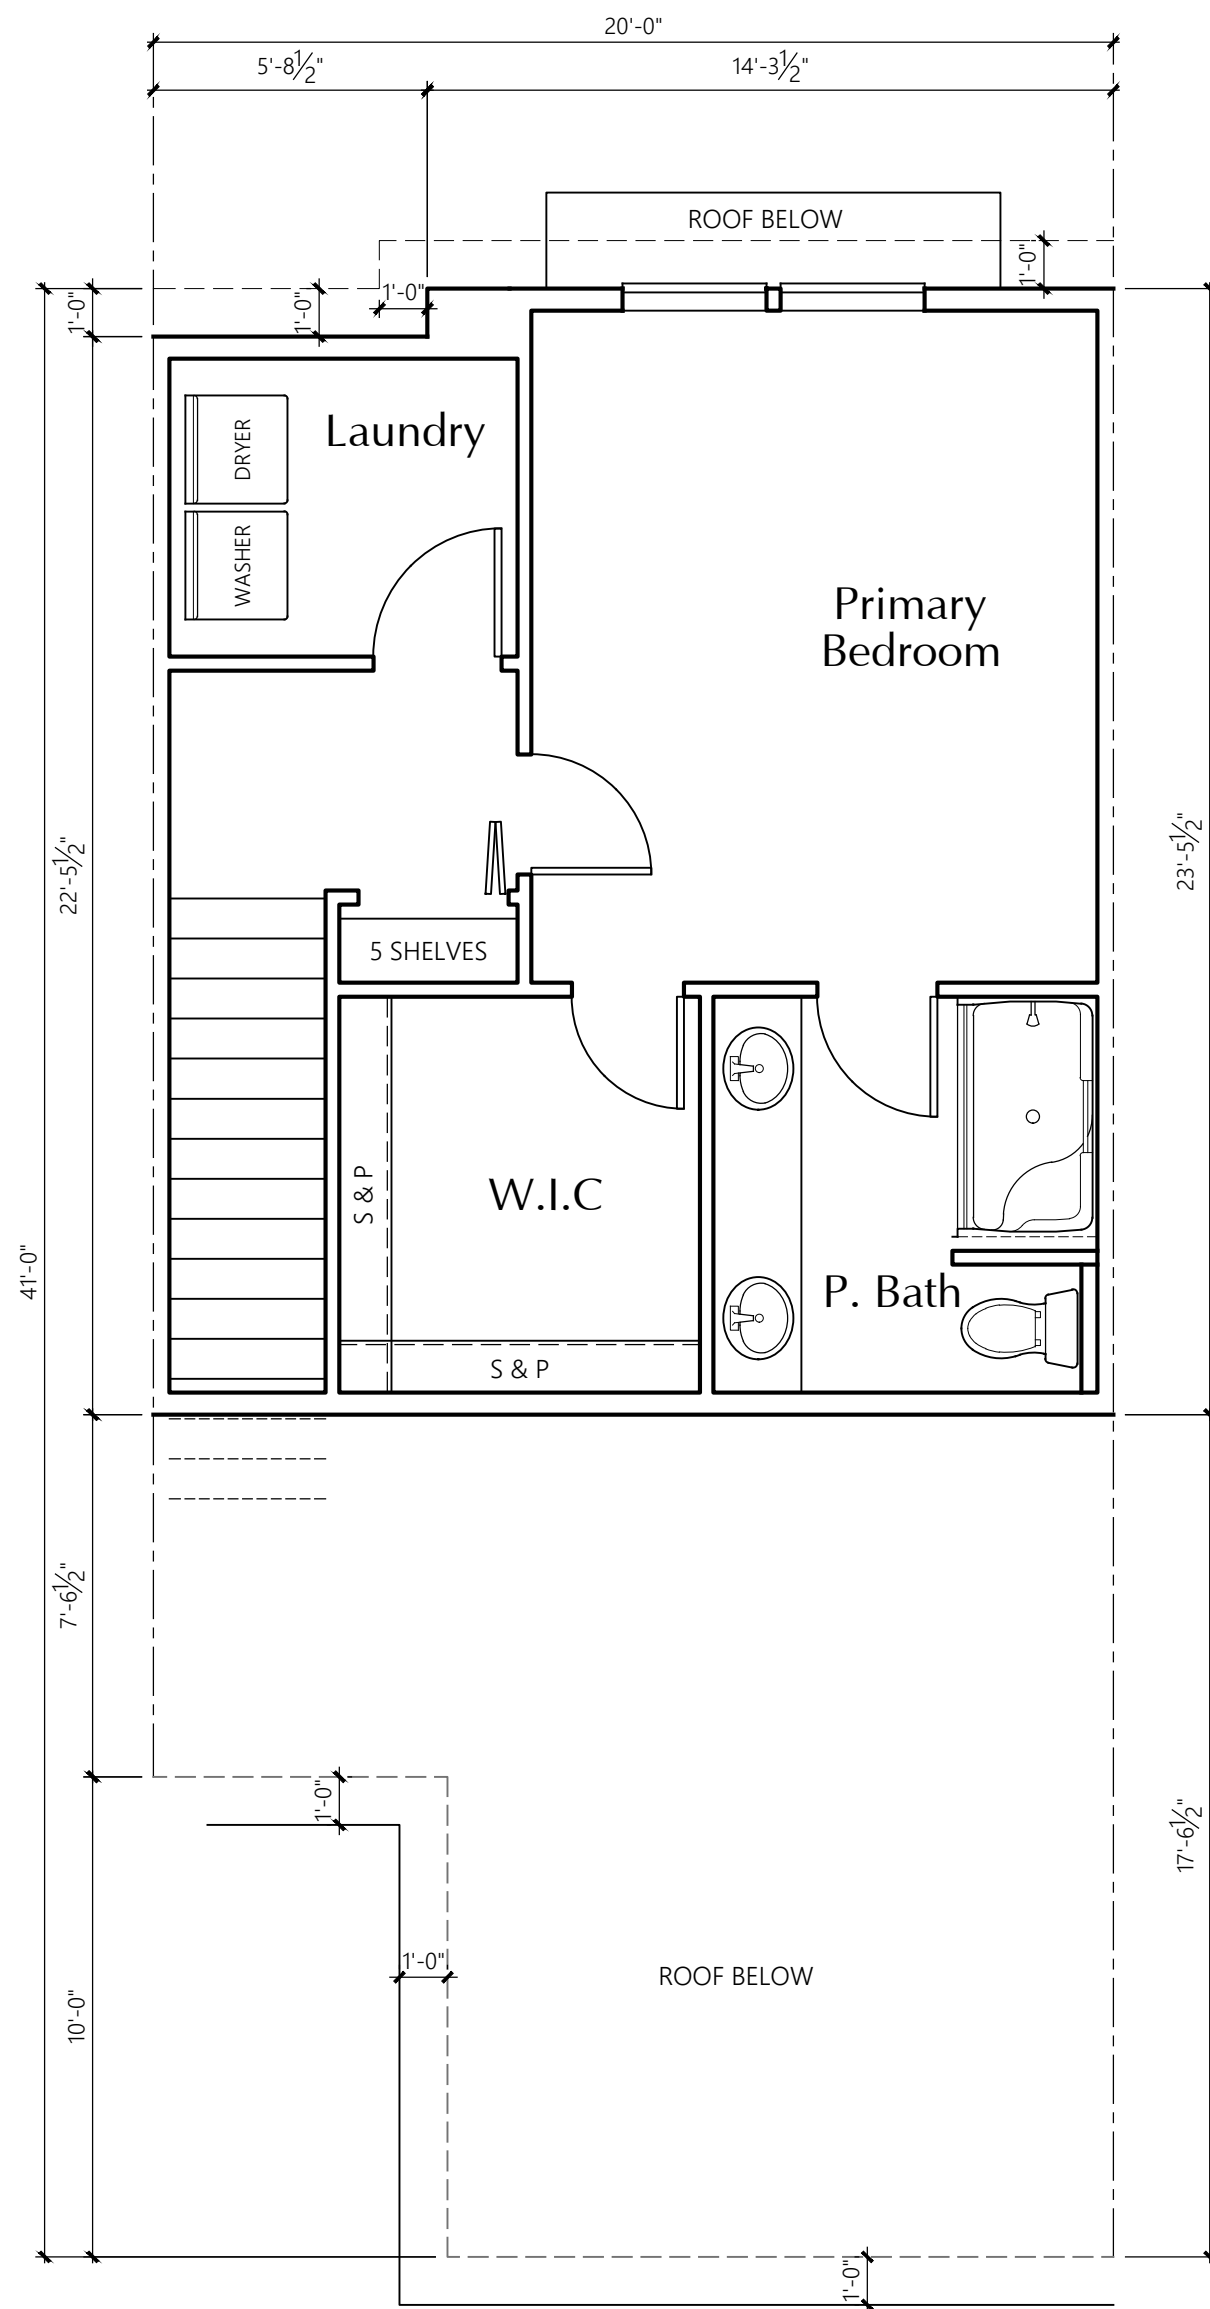 20'-0"
5'-8½"
14'-3½"
ROOF BELOW
1'-0"
1'-0"
1'-0"
1'-0"
Laundry
DRYER
WASHER
Primary
Bedroom
22'-5½"
23'-5½"
5 SHELVES
S & P
W.I.C
41'-0"
P. Bath
S & P
7'-6½"
1'-0"
17'-6½"
1'-0"
ROOF BELOW
10'-0"
1'-0"